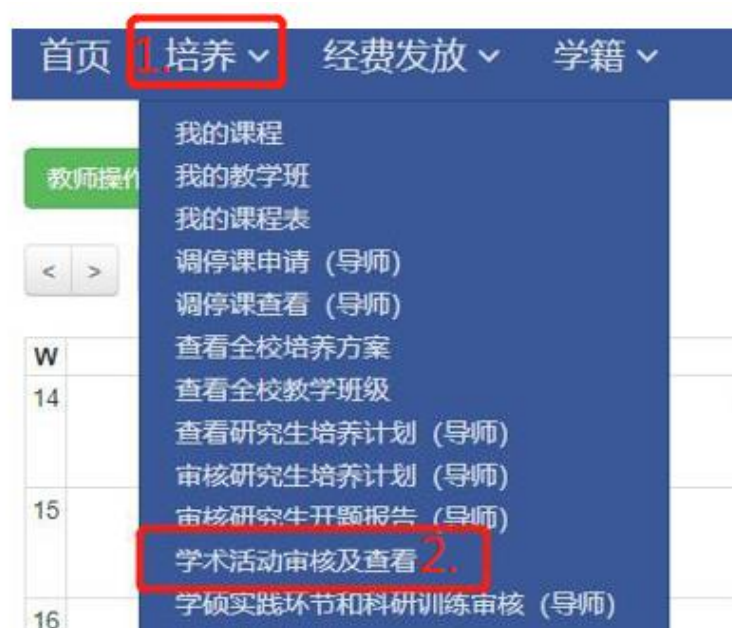 首页 1. 培养 经费发放 学籍
我的课程
教师操作
我的教学班
我的课程表
< >
调停课申请 (导师)
调停课查看 (导师)
W
查看全校培养方案
14
查看全校教学班级
查看研究生培养计划 (导师)
审核研究生培养计划 (导师)
15
审核研究生开题报告 (导师)
学术活动审核及查看 2.
16
学硕实践环节和科研训练审核 (导师)